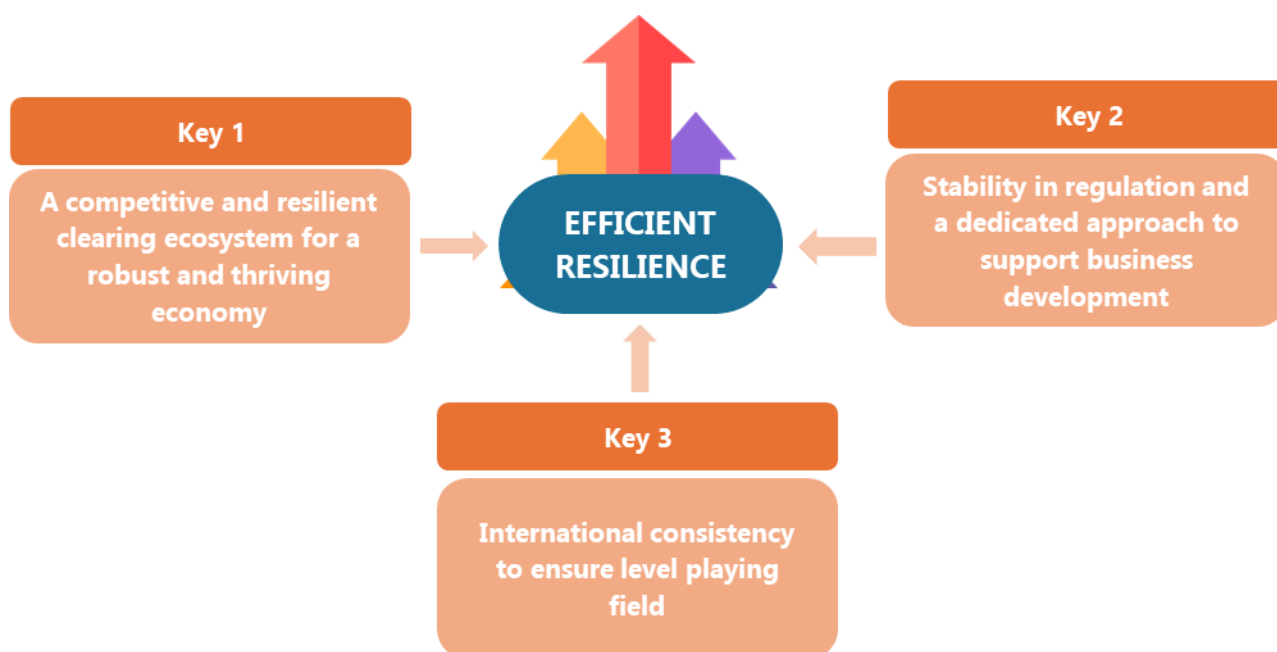 Key 1
A competitive and resilient
clearing ecosystem for a
robust and thriving
economy
EFFICIENT
RESILIENCE
Key 2
Stability in regulation and
a dedicated approach to
support business
development
Key 3
International consistency
to ensure level playing
field